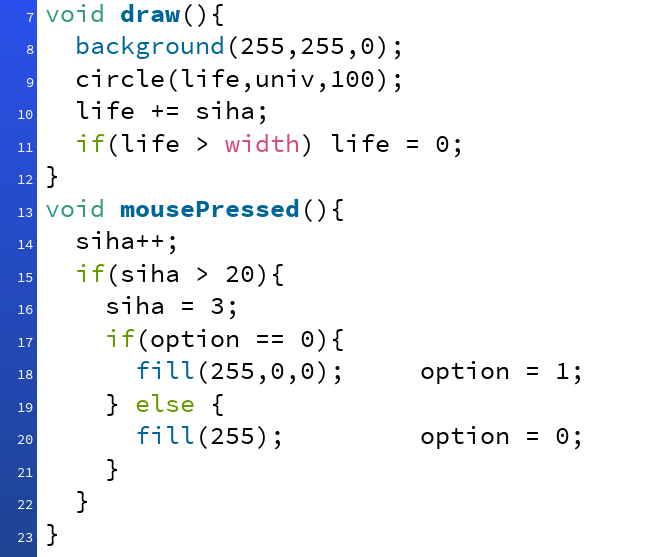 7 void draw(){
8   background(255,255,0);
9   circle(life,univ,100);
10   life += siha;
11   if(life > width) life = 0;
12 }
13 void mousePressed(){
14   siha++;
15   if(siha > 20){
16     siha = 3;
17     if(option == 0){
18       fill(255,0,0);     option = 1;
19     } else {
20       fill(255);         option = 0;
21     }
22   }
23 }